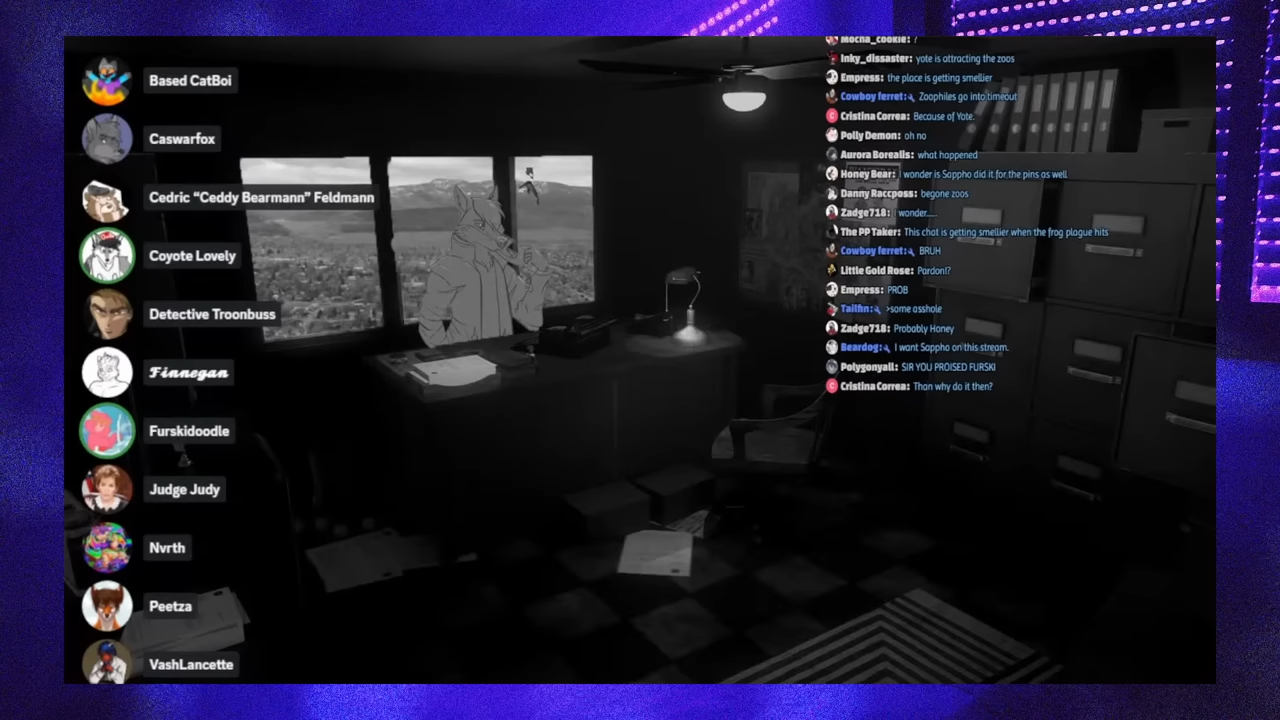 Based CatBoi
Caswarfox
Cedric “Ceddy Bearmann” Feldmann
Coyote Lovely
Detective Troonbuss
Finnegan
Furskidoodle
Judge Judy
Nvrth
Peetza
VashLancette
Mocha_cookie: ?
Inky_dissaster: yote is attracting the zoos
Empress: the place is getting smellier
Cowboy ferret: Zoophiles go into timeout
Cristina Correa: Because of Yote.
Polly Demon: oh no
Aurora Borealis: what happened
Honey Bear: I wonder is Sappho did it for the pins as well
Danny Raccposs: begone zoos
Zadge718: I wonder......
The PP Taker: This chat is getting smellier when the frog plague hits
Cowboy ferret: BRUH
Little Gold Rose: Pardon!?
Empress: PROB
Tailfin: >some asshole
Zadge718: Probably Honey
Beardog: I want Sappho on this stream.
Polygonyall: SIR YOU PROISED FURSKI
Cristina Correa: Than why do it then?